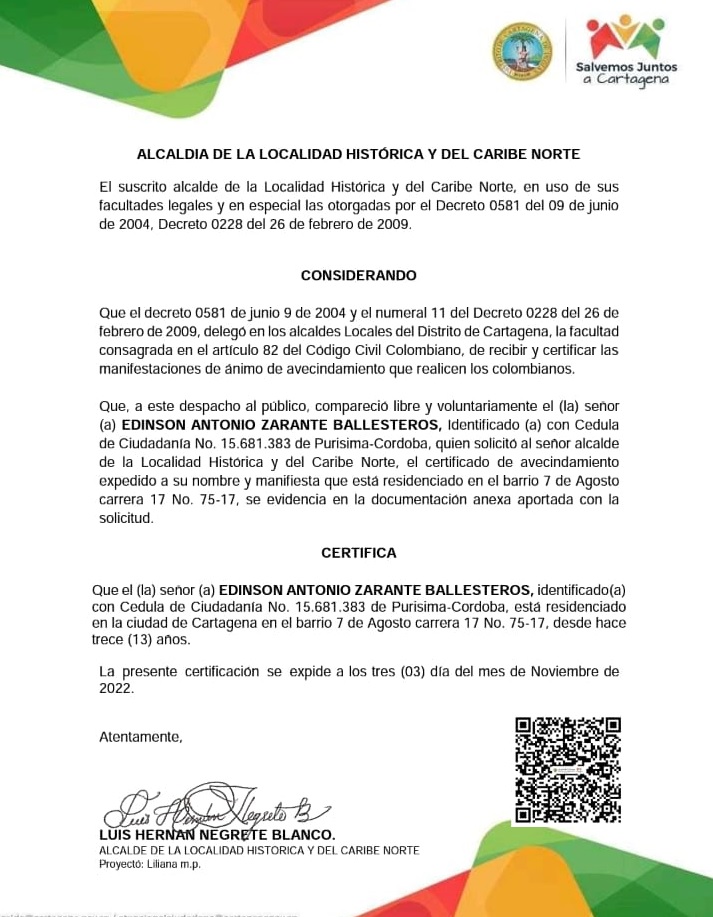 Salvemos Juntos
a Cartagena
ALCALDIA DE LA LOCALIDAD HISTÓRICA Y DEL CARIBE NORTE
El suscrito alcalde de la Localidad Histórica y del Caribe Norte, en uso de sus
facultades legales y en especial las otorgadas por el Decreto 0581 del 09 de junio
de 2004, Decreto 0228 del 26 de febrero de 2009.
CONSIDERANDO
Que el decreto 0581 de junio 9 de 2004 y el numeral 11 del Decreto 0228 del 26 de
febrero de 2009, delegó en los alcaldes Locales del Distrito de Cartagena, la facultad
consagrada en el artículo 82 del Código Civil Colombiano, de recibir y certificar las
manifestaciones de ánimo de avecindamiento que realicen los colombianos.
Que, a este despacho al público, compareció libre y voluntariamente el (la) señor
(a) EDINSON ANTONIO ZARANTE BALLESTEROS, Identificado (a) con Cedula
de Ciudadanía No. 15.681.383 de Purisima-Cordoba, quien solicitó al señor alcalde
de la Localidad Histórica y del Caribe Norte, el certificado de avecindamiento
expedido a su nombre y manifiesta que está residenciado en el barrio 7 de Agosto
carrera 17 No. 75-17, se evidencia en la documentación anexa aportada con la
solicitud.
CERTIFICA
Que el (la) señor (a) EDINSON ANTONIO ZARANTE BALLESTEROS, identificado(a)
con Cedula de Ciudadanía No. 15.681.383 de Purisima-Cordoba, está residenciado
en la ciudad de Cartagena en el barrio 7 de Agosto carrera 17 No. 75-17, desde hace
trece (13) años.
La presente certificación se expide a los tres (03) día del mes de Noviembre de
2022.
Atentamente,
Luis Hernán Negrete B
LUIS HERNAN NEGRETE BLANCO.
ALCALDE DE LA LOCALIDAD HISTORICA Y DEL CARIBE NORTE
Proyectó: Liliana m.p.